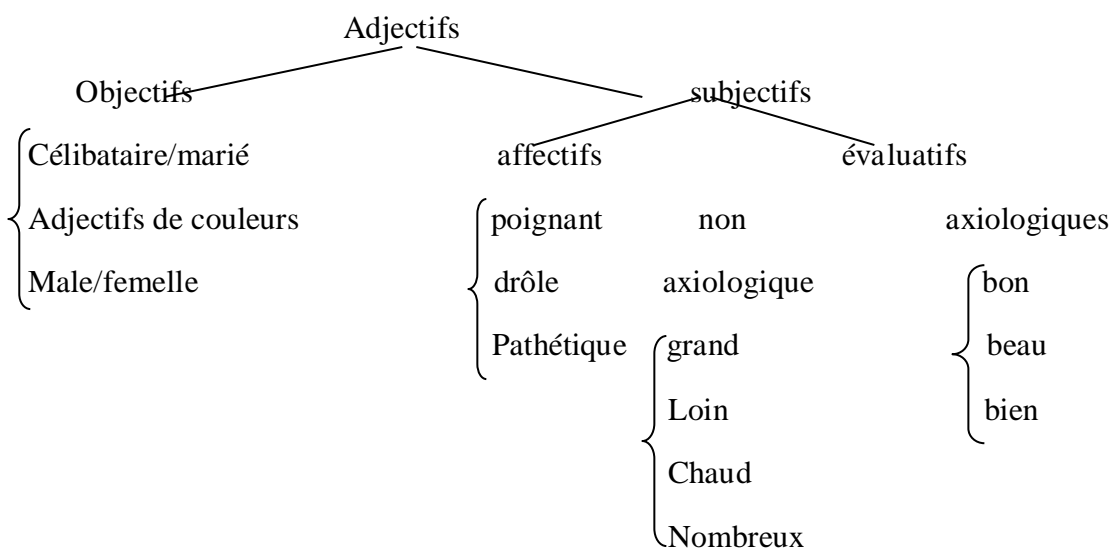 Adjectifs
Objectifs subjectifs
Célibataire/marié affectifs évaluatifs
Adjectifs de couleurs poignant non axiologiques
Male/femelle drôle axiologique bon
Pathétique grand beau
Loin bien
Chaud
Nombreux